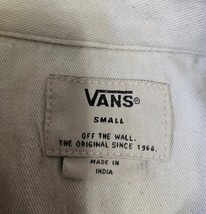 VANS®
SMALL
OFF THE WALL.
THE ORIGINAL SINCE 1966.
MADE IN
INDIA